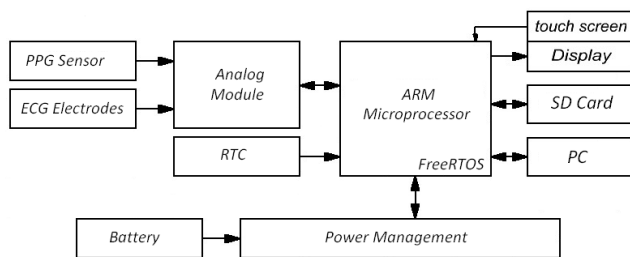 touch screen
PPG Sensor
Analog
Module
ARM
Microprocessor
Display
ECG Electrodes
SD Card
RTC
FreeRTOS
PC
Battery
Power Management